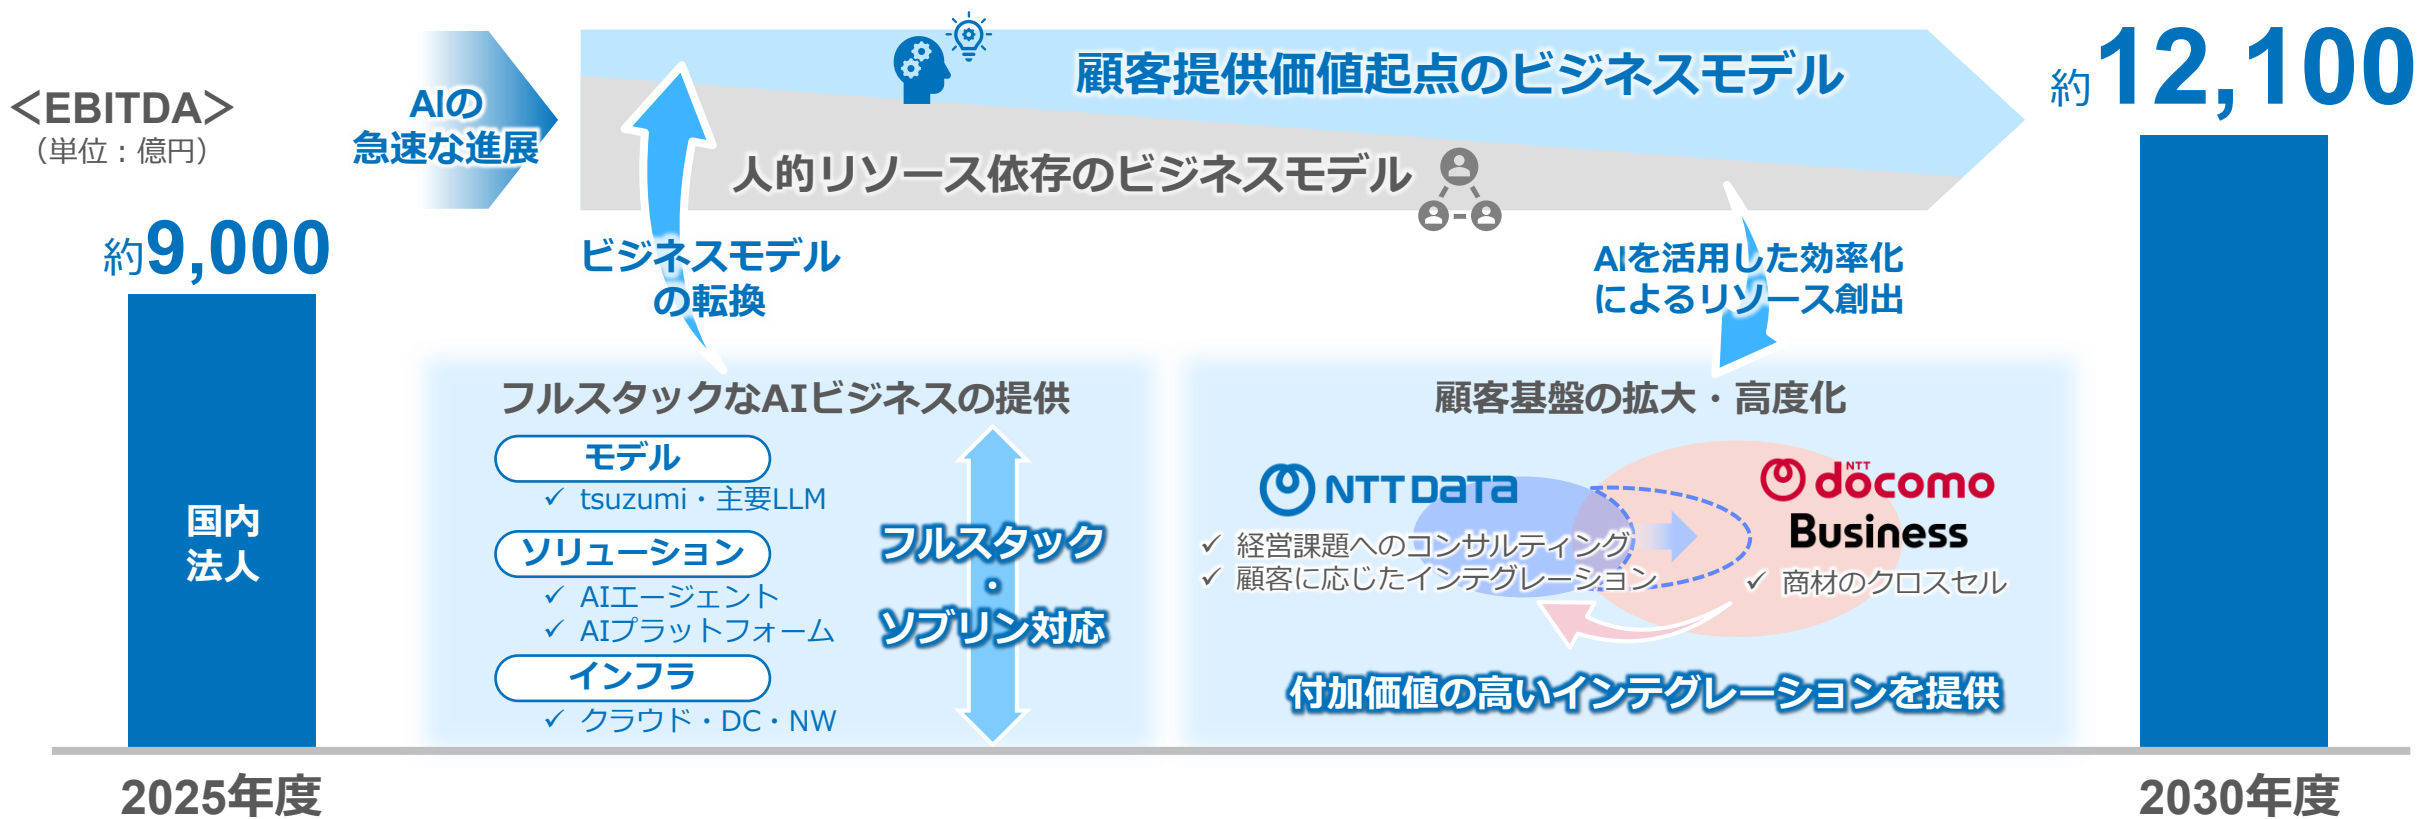 ＜EBITDA＞
（単位：億円）
約9,000
国内
法人
2025年度
AIの
急速な進展
顧客提供価値起点のビジネスモデル
人的リソース依存のビジネスモデル
ビジネスモデル
の転換
AIを活用した効率化
によるリソース創出
フルスタックなAIビジネスの提供
モデル
✓ tsuzumi・主要LLM
ソリューション
✓ AIエージェント
✓ AIプラットフォーム
インフラ
✓ クラウド・DC・NW
フルスタック
・
ソブリン対応
顧客基盤の拡大・高度化
NTT DATA
✓ 経営課題へのコンサルティング
✓ 顧客に応じたインテグレーション
NTT
docomo
Business
✓ 商材のクロスセル
付加価値の高いインテグレーションを提供
約12,100
2030年度